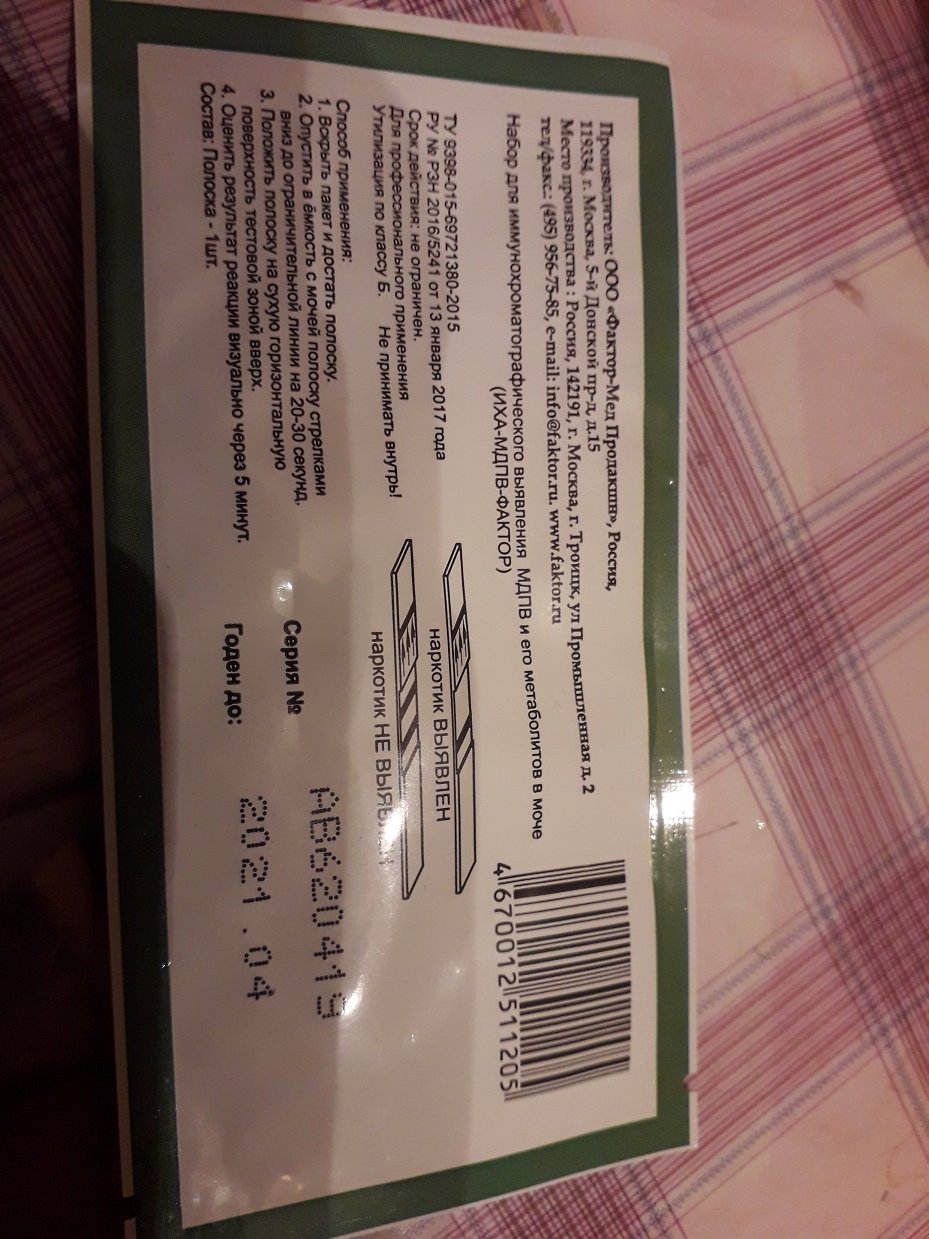 Производитель: ООО «Фактор-Мед Продакшн», Россия,
119334, г. Москва, 5-й Донской пр-д, д.15
Место производства : Россия, 142191, г. Москва, г. Троицк, ул Промышленная д. 2
тел/факс.: (495) 956-75-85, e-mail: info@faktor.ru. www.faktor.ru
Набор для иммунохроматографического выявления МДПВ и его метаболитов в моче
(ИХА-МДПВ-ФАКТОР)
4670012511205
ТУ 9398-015-69721380-2015
РУ № РЗН 2016/5241 от 13 января 2017 года
Срок действия: не ограничен.
Для профессионального применения
Утилизация по классу Б. Не принимать внутрь!
наркотик ВЫЯВЛЕН
наркотик НЕ ВЫЯВЛЕН
Способ применения:
1. Вскрыть пакет и достать полоску.
2. Опустить в ёмкость с мочей полоску стрелками
вниз до ограничительной линии на 20-30 секунд.
3. Положить полоску на сухую горизонтальную
поверхность тестовой зоной вверх.
4. Оценить результат реакции визуально через 5 минут.
Состав: Полоска - 1шт.
Серия № АВ620419
Годен до: 2021.04